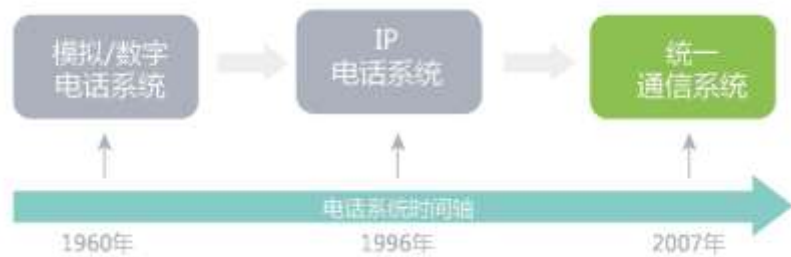 模拟/数字
电话系统
IP
电话系统
统一
通信系统
电话系统时间轴
1960年
1996年
2007年